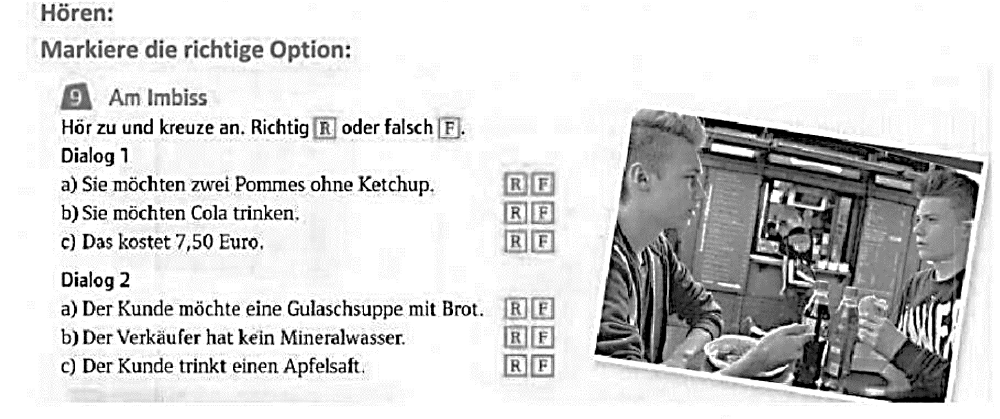 Hören:
Markiere die richtige Option:
9 Am Imbiss
Hör zu und kreuze an. Richtig R oder falsch F.
Dialog 1
a) Sie möchten zwei Pommes ohne Ketchup. R F
b) Sie möchten Cola trinken. R F
c) Das kostet 7,50 Euro. R F
Dialog 2
a) Der Kunde möchte eine Gulaschsuppe mit Brot. R F
b) Der Verkäufer hat kein Mineralwasser. R F
c) Der Kunde trinkt einen Apfelsaft. R F